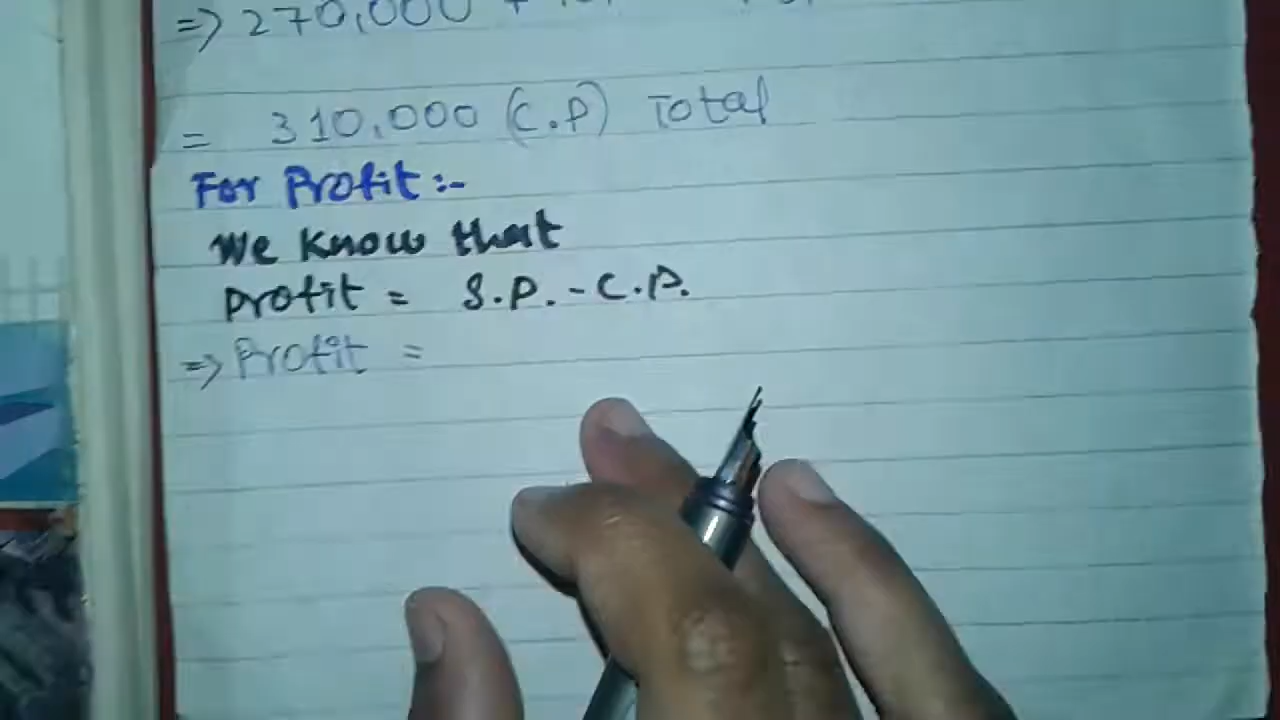 => 270,000 +
= 310,000 (C.P) Total
For Profit :-
We Know that
Profit = S.P. - C.P.
=> Profit =